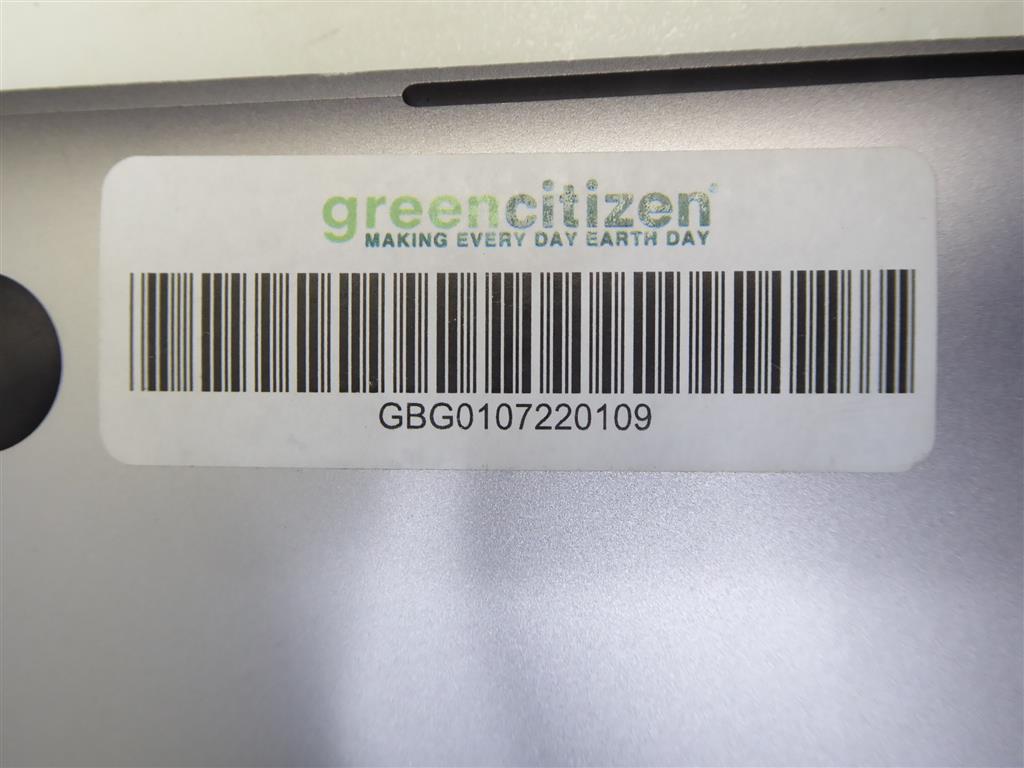 greencitizen
MAKING EVERY DAY EARTH DAY
GBG0107220109